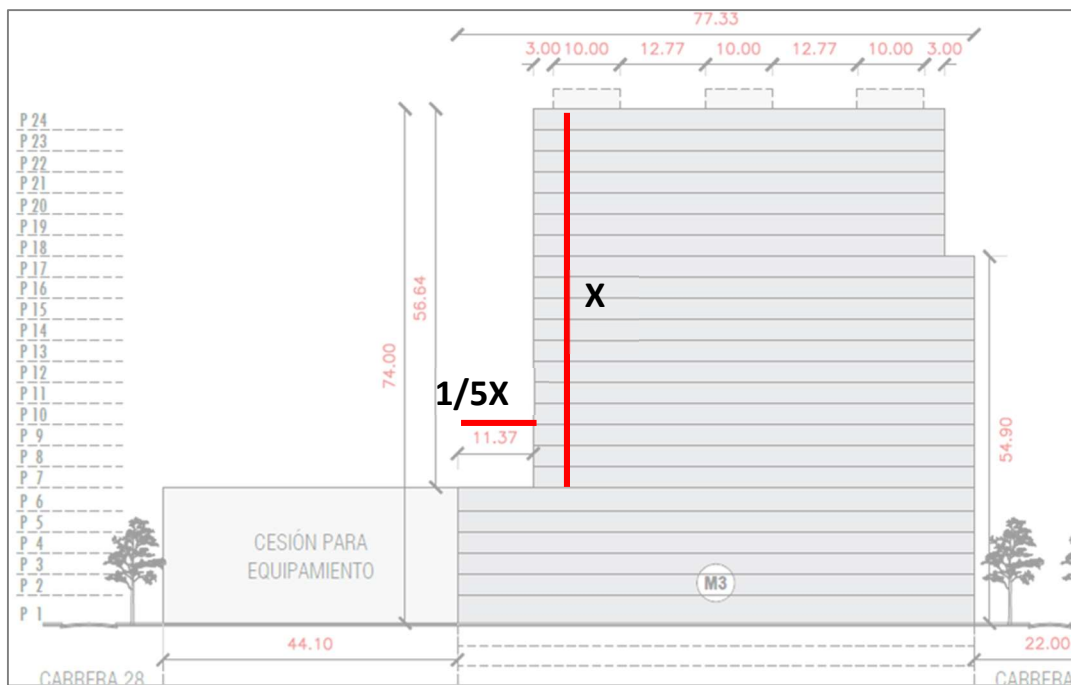 77.33
3.00 10.00 12.77 10.00 12.77 10.00 3.00
P 24
P 23
P 22
P 21
P 20
P 19
P 18
P 17
P 16
P 15
P 14
P 13
P 12
P 11
P 10
P 9
P 8
P 7
P 6
P 5
P 4
P 3
P 2
P 1
74.00
56.64
X
1/5X
11.37
54.90
CESIÓN PARA
EQUIPAMIENTO
M3
44.10
22.00
CARRERA 28
CARRERA